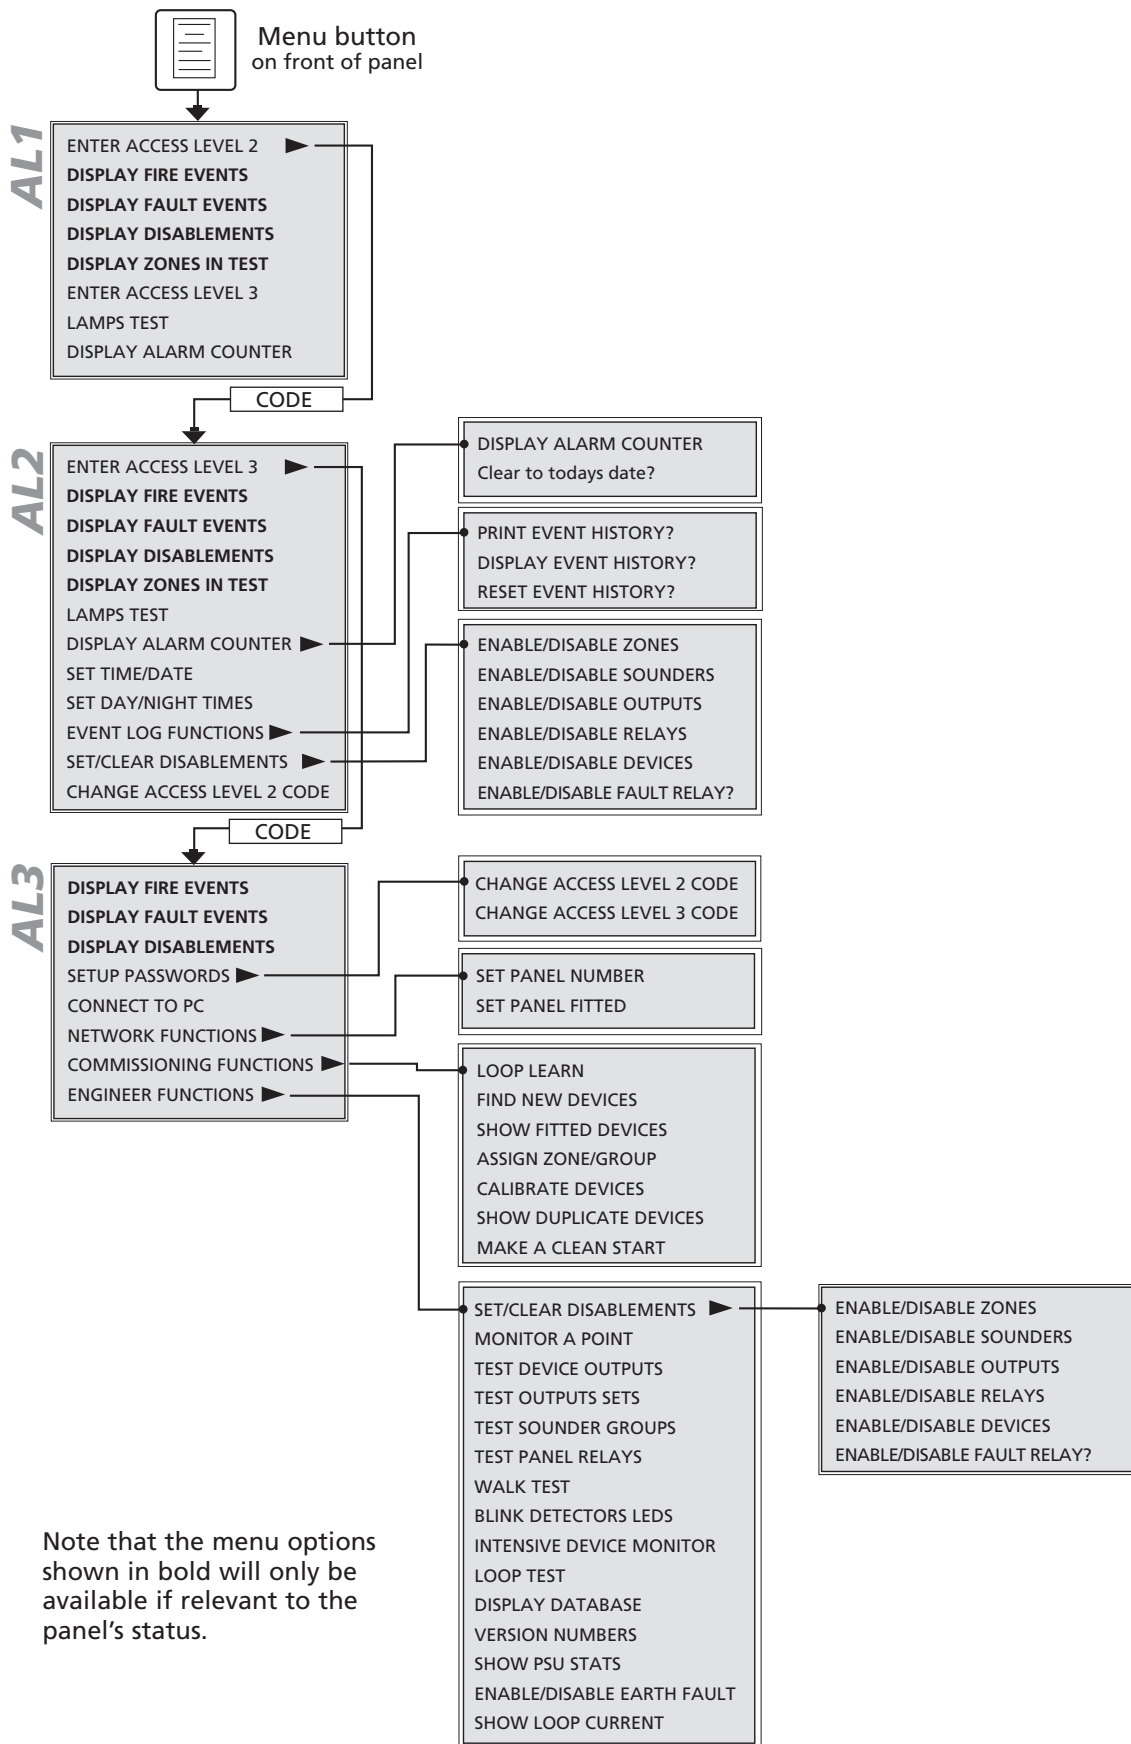 Menu button
on front of panel
AL1
ENTER ACCESS LEVEL 2
DISPLAY FIRE EVENTS
DISPLAY FAULT EVENTS
DISPLAY DISABLEMENTS
DISPLAY ZONES IN TEST
ENTER ACCESS LEVEL 3
LAMPS TEST
DISPLAY ALARM COUNTER
CODE
AL2
ENTER ACCESS LEVEL 3
DISPLAY FIRE EVENTS
DISPLAY FAULT EVENTS
DISPLAY DISABLEMENTS
DISPLAY ZONES IN TEST
LAMPS TEST
DISPLAY ALARM COUNTER
SET TIME/DATE
SET DAY/NIGHT TIMES
EVENT LOG FUNCTIONS
SET/CLEAR DISABLEMENTS
CHANGE ACCESS LEVEL 2 CODE
DISPLAY ALARM COUNTER
Clear to todays date?
PRINT EVENT HISTORY?
DISPLAY EVENT HISTORY?
RESET EVENT HISTORY?
ENABLE/DISABLE ZONES
ENABLE/DISABLE SOUNDERS
ENABLE/DISABLE OUTPUTS
ENABLE/DISABLE RELAYS
ENABLE/DISABLE DEVICES
ENABLE/DISABLE FAULT RELAY?
CODE
AL3
DISPLAY FIRE EVENTS
DISPLAY FAULT EVENTS
DISPLAY DISABLEMENTS
SETUP PASSWORDS
CONNECT TO PC
NETWORK FUNCTIONS
COMMISSIONING FUNCTIONS
ENGINEER FUNCTIONS
CHANGE ACCESS LEVEL 2 CODE
CHANGE ACCESS LEVEL 3 CODE
SET PANEL NUMBER
SET PANEL FITTED
LOOP LEARN
FIND NEW DEVICES
SHOW FITTED DEVICES
ASSIGN ZONE/GROUP
CALIBRATE DEVICES
SHOW DUPLICATE DEVICES
MAKE A CLEAN START
SET/CLEAR DISABLEMENTS
MONITOR A POINT
TEST DEVICE OUTPUTS
TEST OUTPUTS SETS
TEST SOUNDER GROUPS
TEST PANEL RELAYS
WALK TEST
BLINK DETECTORS LEDS
INTENSIVE DEVICE MONITOR
LOOP TEST
DISPLAY DATABASE
VERSION NUMBERS
SHOW PSU STATS
ENABLE/DISABLE EARTH FAULT
SHOW LOOP CURRENT
ENABLE/DISABLE ZONES
ENABLE/DISABLE SOUNDERS
ENABLE/DISABLE OUTPUTS
ENABLE/DISABLE RELAYS
ENABLE/DISABLE DEVICES
ENABLE/DISABLE FAULT RELAY?
Note that the menu options
shown in bold will only be
available if relevant to the
panel's status.